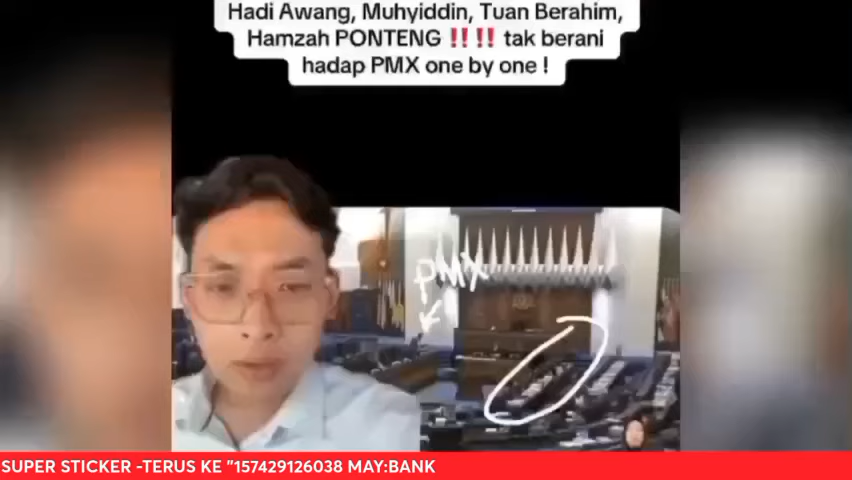 Hadi Awang, Muhyiddin, Tuan Berahim,
Hamzah PONTENG ‼️‼️ tak berani
hadap PMX one by one !
PMX
SUPER STICKER -TERUS KE "157429126038 MAY:BANK